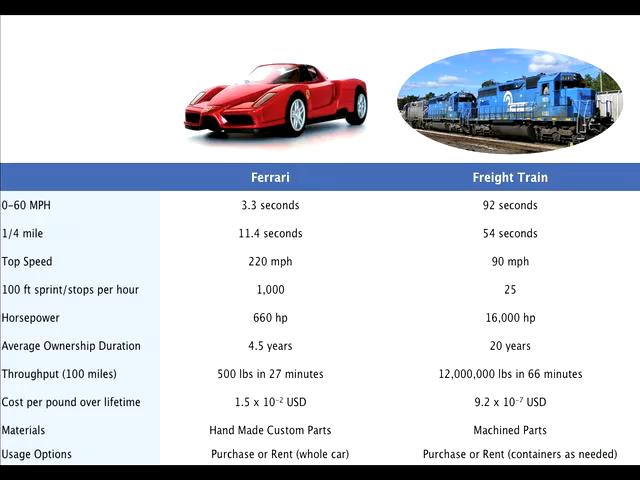 Ferrari Freight Train
0-60 MPH 3.3 seconds 92 seconds
1/4 mile 11.4 seconds 54 seconds
Top Speed 220 mph 90 mph
100 ft sprint/stops per hour 1,000 25
Horsepower 660 hp 16,000 hp
Average Ownership Duration 4.5 years 20 years
Throughput (100 miles) 500 lbs in 27 minutes 12,000,000 lbs in 66 minutes
Cost per pound over lifetime 1.5 x 10⁻² USD 9.2 x 10⁻⁷ USD
Materials Hand Made Custom Parts Machined Parts
Usage Options Purchase or Rent (whole car) Purchase or Rent (containers as needed)